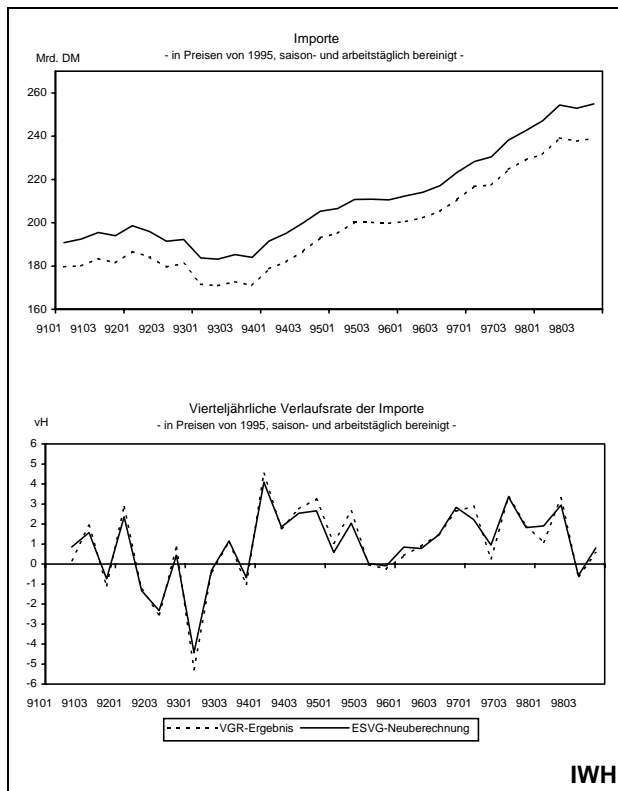 Importe
Mrd. DM
- in Preisen von 1995, saison- und arbeitstäglich bereinigt -
260
240
220
200
180
160
9101 9103 9201 9203 9301 9303 9401 9403 9501 9503 9601 9603 9701 9703 9801 9803
Vierteljährliche Verlaufsrate der Importe
vH
- in Preisen von 1995, saison- und arbeitstäglich bereinigt -
6
5
4
3
2
1
0
-1
-2
-3
-4
-5
-6
9101 9103 9201 9203 9301 9303 9401 9403 9501 9503 9601 9603 9701 9703 9801 9803
VGR-Ergebnis ESVG-Neuberechnung
IWH